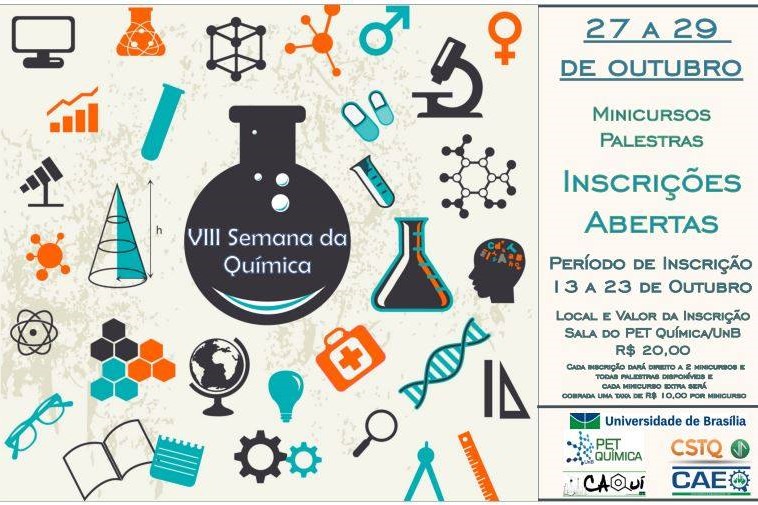 VIII Semana da
Química
h
27 A 29
DE OUTUBRO
MINICURSOS
PALESTRAS
INSCRIÇÕES
ABERTAS
PERÍODO DE INSCRIÇÃO
13 A 23 DE OUTUBRO
LOCAL E VALOR DA INSCRIÇÃO
SALA DO PET QUÍMICA/UNB
R$ 20,00
CADA INSCRIÇÃO DARÁ DIREITO A 2 MINICURSOS E
TODAS PALESTRAS DISPONÍVEIS E
CADA MINICURSO EXTRA SERÁ
COBRADA UMA TAXA DE R$ 10,00 POR MINICURSO
Universidade de Brasília
PET
QUÍMICA
UNB
CSTQ
CAQUÍ
CAE